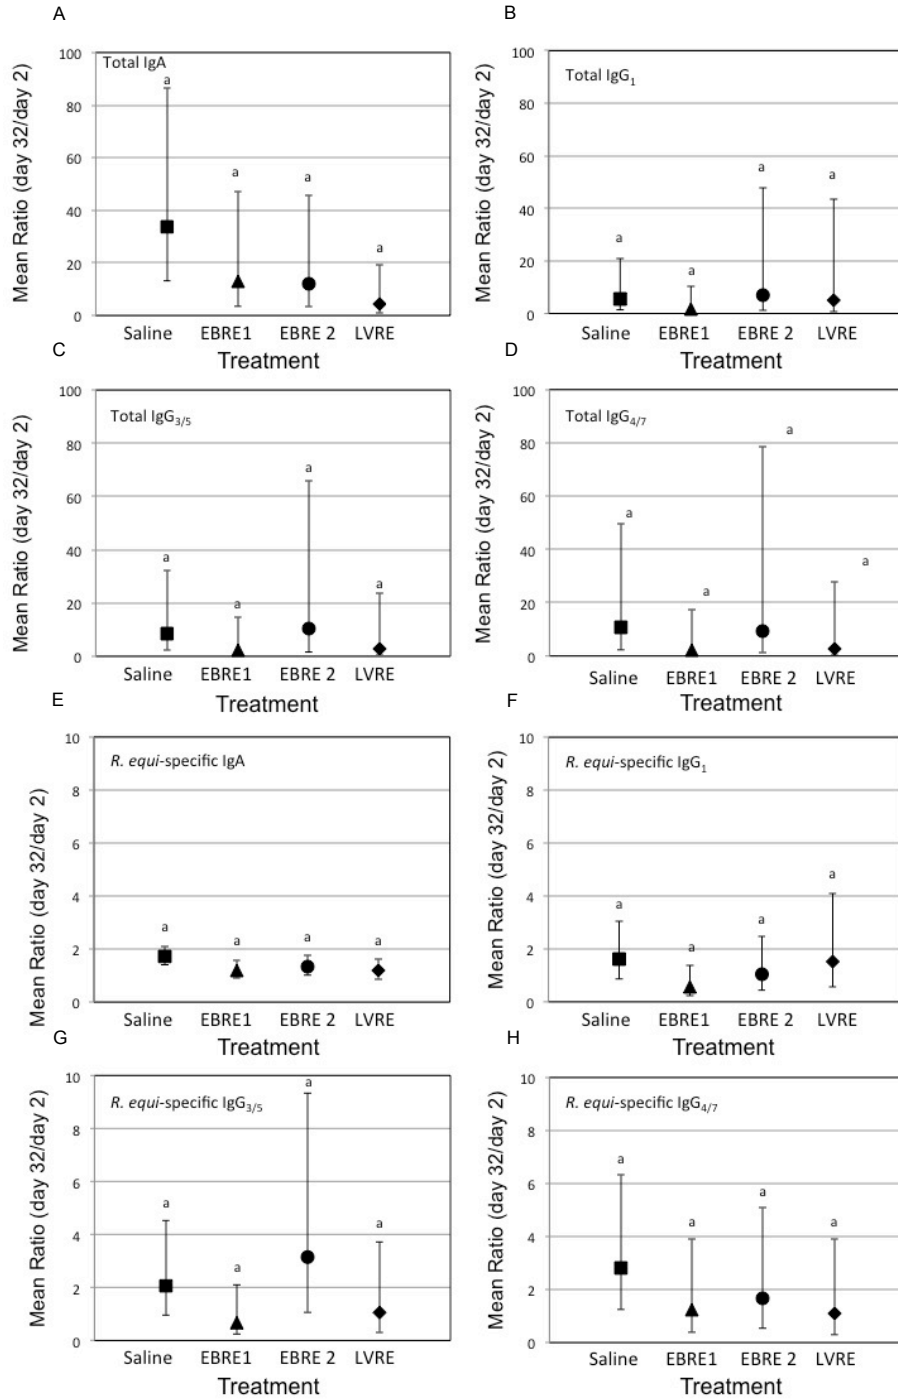 A
Total IgA
Mean Ratio (day 32/day 2)
100
80
60
40
20
0
a
a
a
a
Saline EBRE1 EBRE 2 LVRE
Treatment
B
Total IgG1
Mean Ratio (day 32/day 2)
100
80
60
40
20
0
a
a
a
a
Saline EBRE1 EBRE 2 LVRE
Treatment
C
Total IgG3/5
Mean Ratio (day 32/day 2)
100
80
60
40
20
0
a
a
a
a
Saline EBRE1 EBRE 2 LVRE
Treatment
D
Total IgG4/7
Mean Ratio (day 32/day 2)
100
80
60
40
20
0
a
a
a
a
Saline EBRE1 EBRE 2 LVRE
Treatment
E
R. equi-specific IgA
Mean Ratio (day 32/day 2)
10
8
6
4
2
0
a
a
a
a
Saline EBRE1 EBRE 2 LVRE
Treatment
F
R. equi-specific IgG1
Mean Ratio (day 32/day 2)
10
8
6
4
2
0
a
a
a
a
Saline EBRE1 EBRE 2 LVRE
Treatment
G
R. equi-specific IgG3/5
Mean Ratio (day 32/day 2)
10
8
6
4
2
0
a
a
a
a
Saline EBRE1 EBRE 2 LVRE
Treatment
H
R. equi-specific IgG4/7
Mean Ratio (day 32/day 2)
10
8
6
4
2
0
a
a
a
a
Saline EBRE1 EBRE 2 LVRE
Treatment